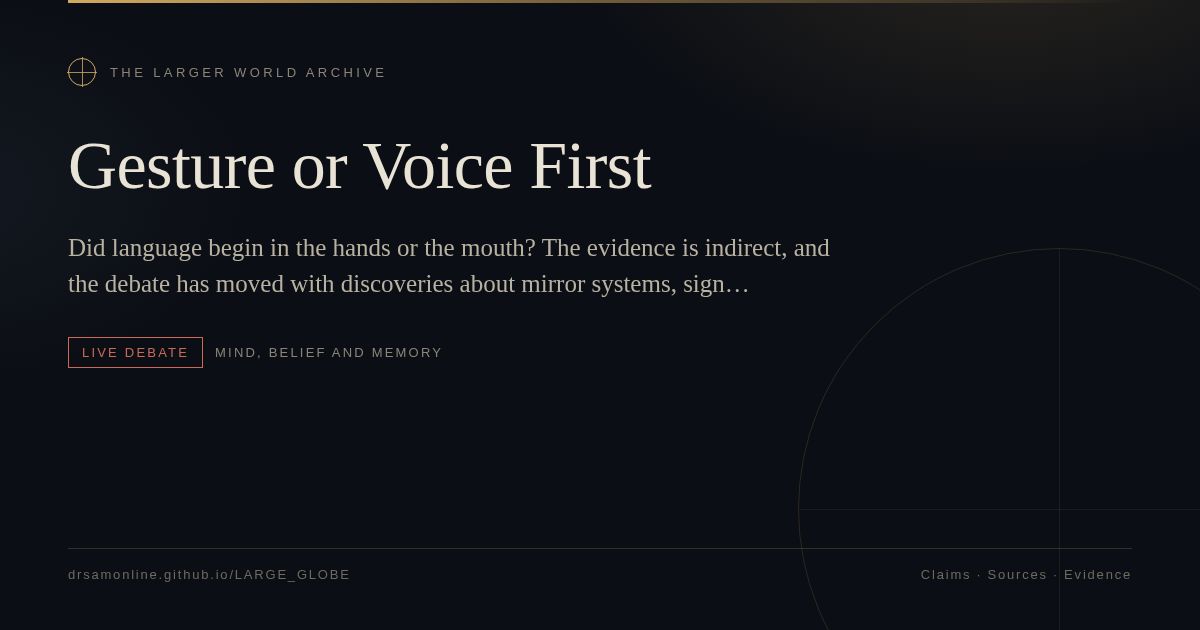 THE LARGER WORLD ARCHIVE
Gesture or Voice First
Did language begin in the hands or the mouth? The evidence is indirect, and
the debate has moved with discoveries about mirror systems, sign…
LIVE DEBATE
MIND, BELIEF AND MEMORY
drsamonline.github.io/LARGE_GLOBE
Claims · Sources · Evidence